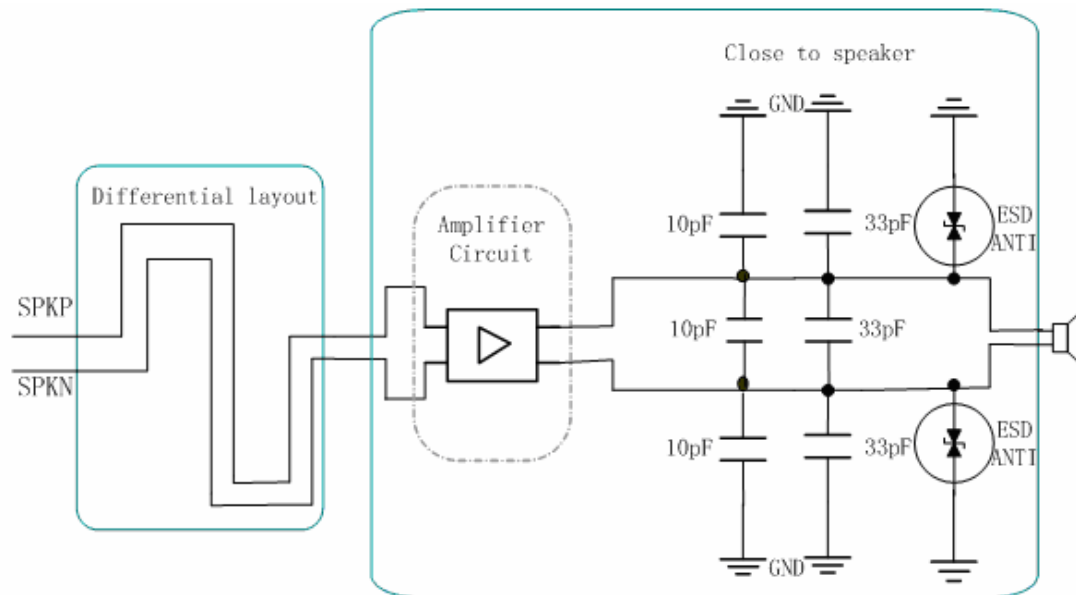 Close to speaker
GND
Differential layout
Amplifier
Circuit
10pF
33pF
ESD
ANTI
SPKP
SPKN
10pF
33pF
10pF
33pF
ESD
ANTI
GND